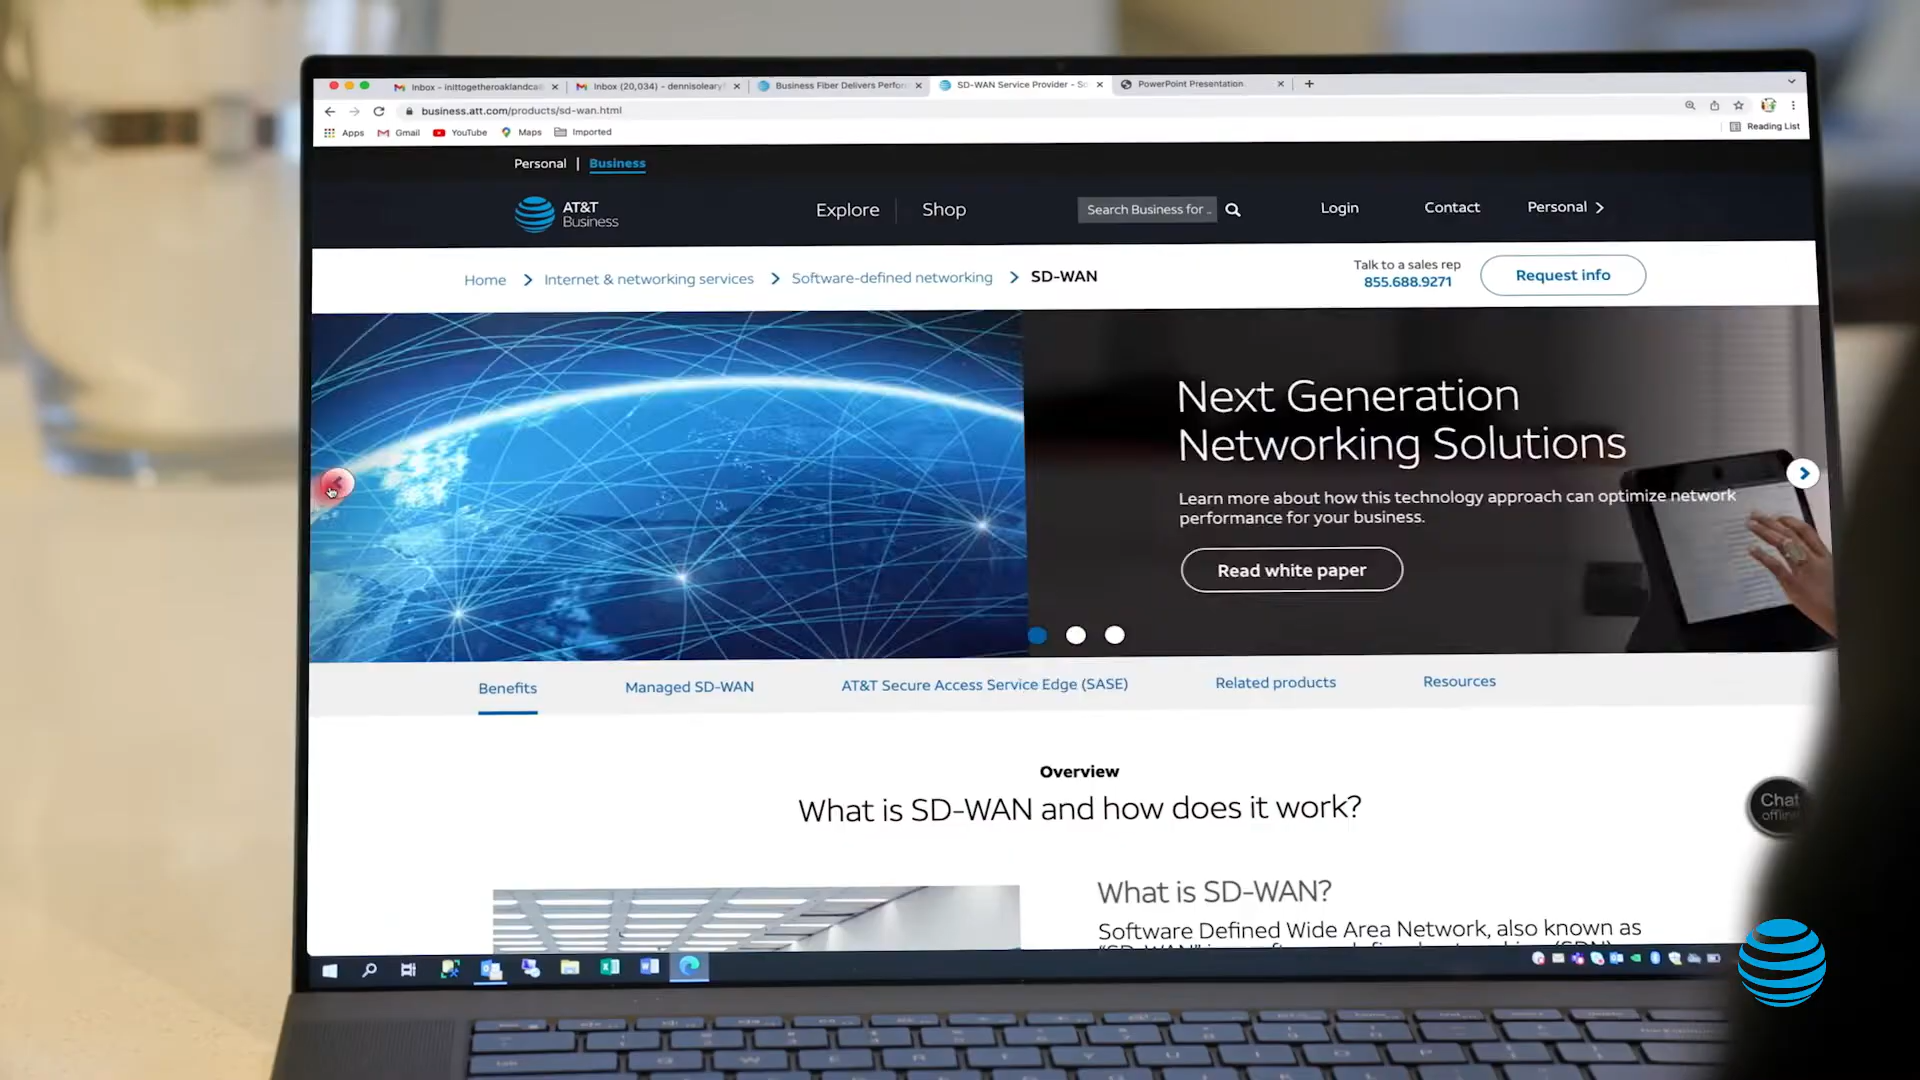 Inbox - inittogetheroaklandca
Inbox (20,034) - dennisoleary
Business Fiber Delivers Perfor
SD-WAN Service Provider - So
PowerPoint Presentation
business.att.com/products/sd-wan.html
Apps
Gmail
YouTube
Maps
Imported
Reading List
Personal | Business
AT&T
Business
Explore
Shop
Search Business for ..
Login
Contact
Personal
Home
Internet & networking services
Software-defined networking
SD-WAN
Talk to a sales rep
855.688.9271
Request info
Next Generation
Networking Solutions
Learn more about how this technology approach can optimize network
performance for your business.
Read white paper
Benefits
Managed SD-WAN
AT&T Secure Access Service Edge (SASE)
Related products
Resources
Overview
What is SD-WAN and how does it work?
Chat
offline
What is SD-WAN?
Software Defined Wide Area Network, also known as